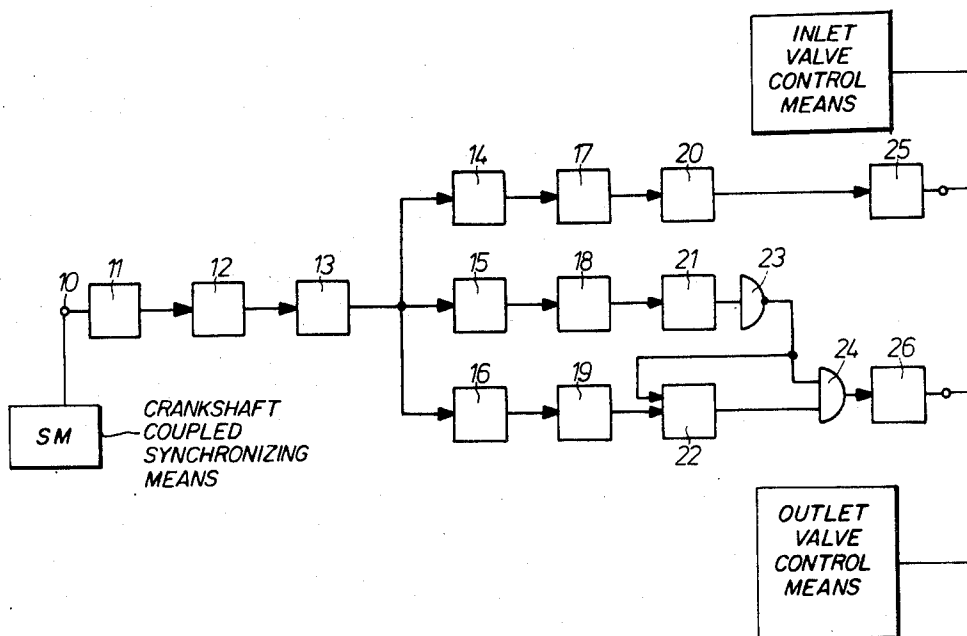 INLET
VALVE
CONTROL
MEANS
14
17
20
25
10
11
12
13
15
18
21
23
16
19
22
24
26
SM
CRANKSHAFT
COUPLED
SYNCHRONIZING
MEANS
OUTLET
VALVE
CONTROL
MEANS